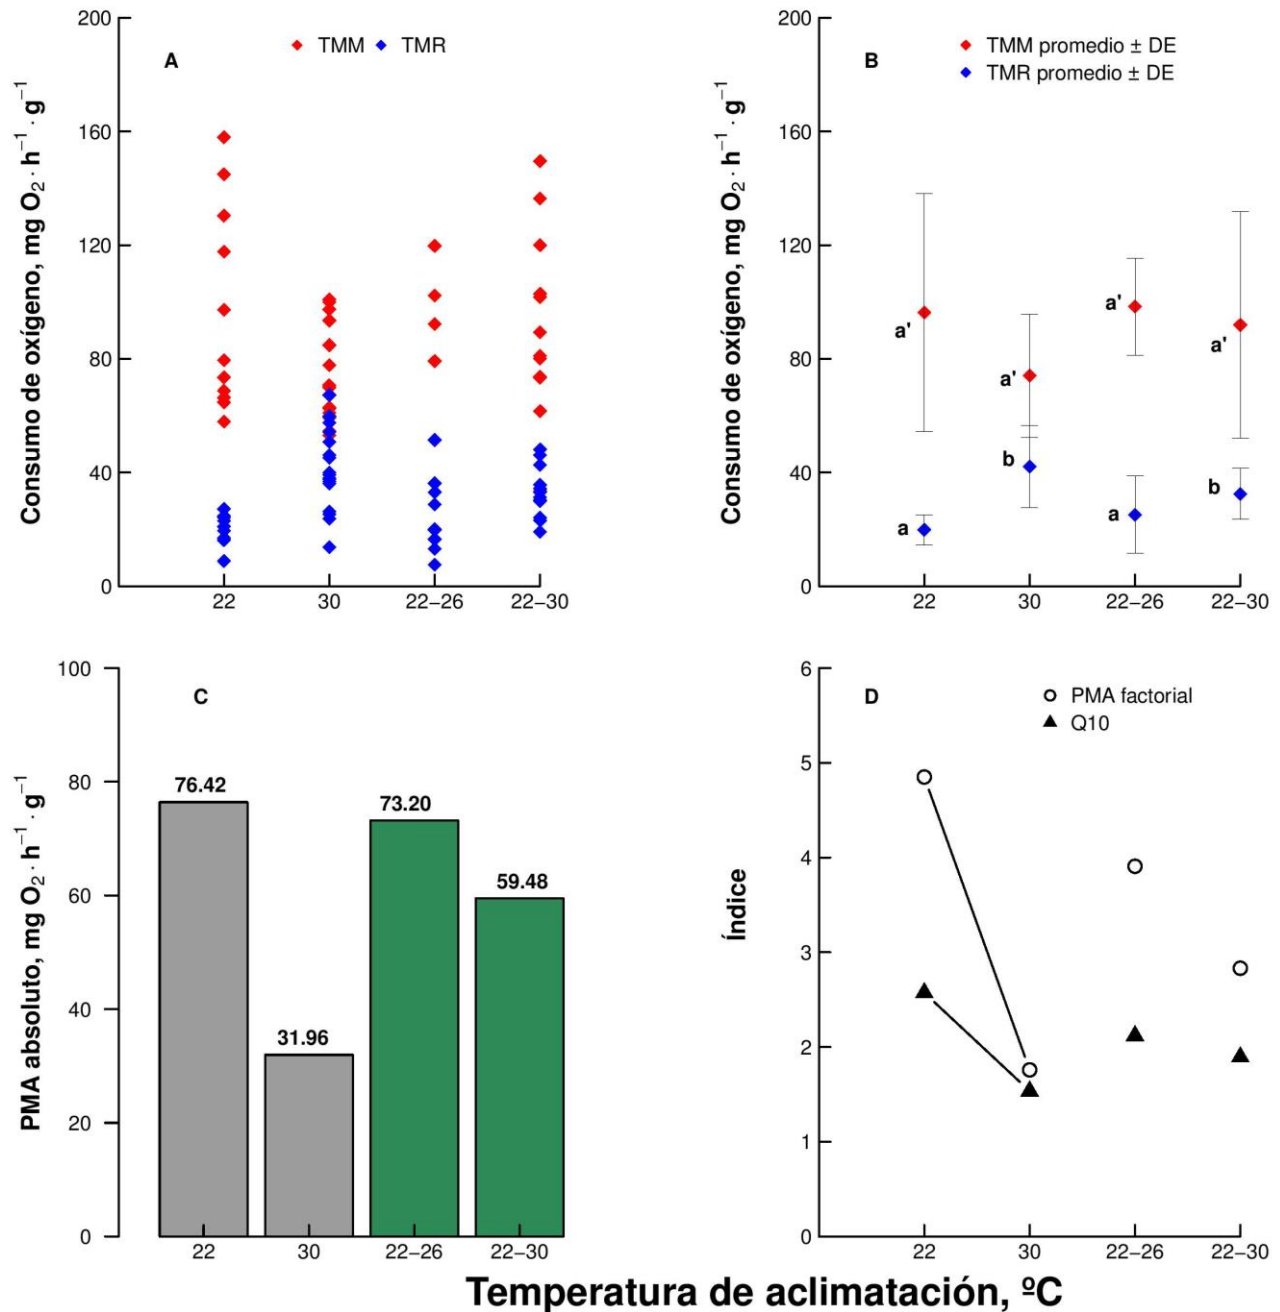 A
TMM TMR
Consumo de oxígeno, mg O₂ · h⁻¹ · g⁻¹
200
160
120
80
40
0
22 30 22–26 22–30
B
TMM promedio ± DE
TMR promedio ± DE
Consumo de oxígeno, mg O₂ · h⁻¹ · g⁻¹
200
160
120
80
40
0
a' a' a' a'
a b a b
22 30 22–26 22–30
C
PMA absoluto, mg O₂ · h⁻¹ · g⁻¹
100
80
60
40
20
0
76.42 31.96 73.20 59.48
22 30 22–26 22–30
D
PMA factorial
Q10
Índice
6
5
4
3
2
1
0
22 30 22–26 22–30
Temperatura de aclimatación, ºC